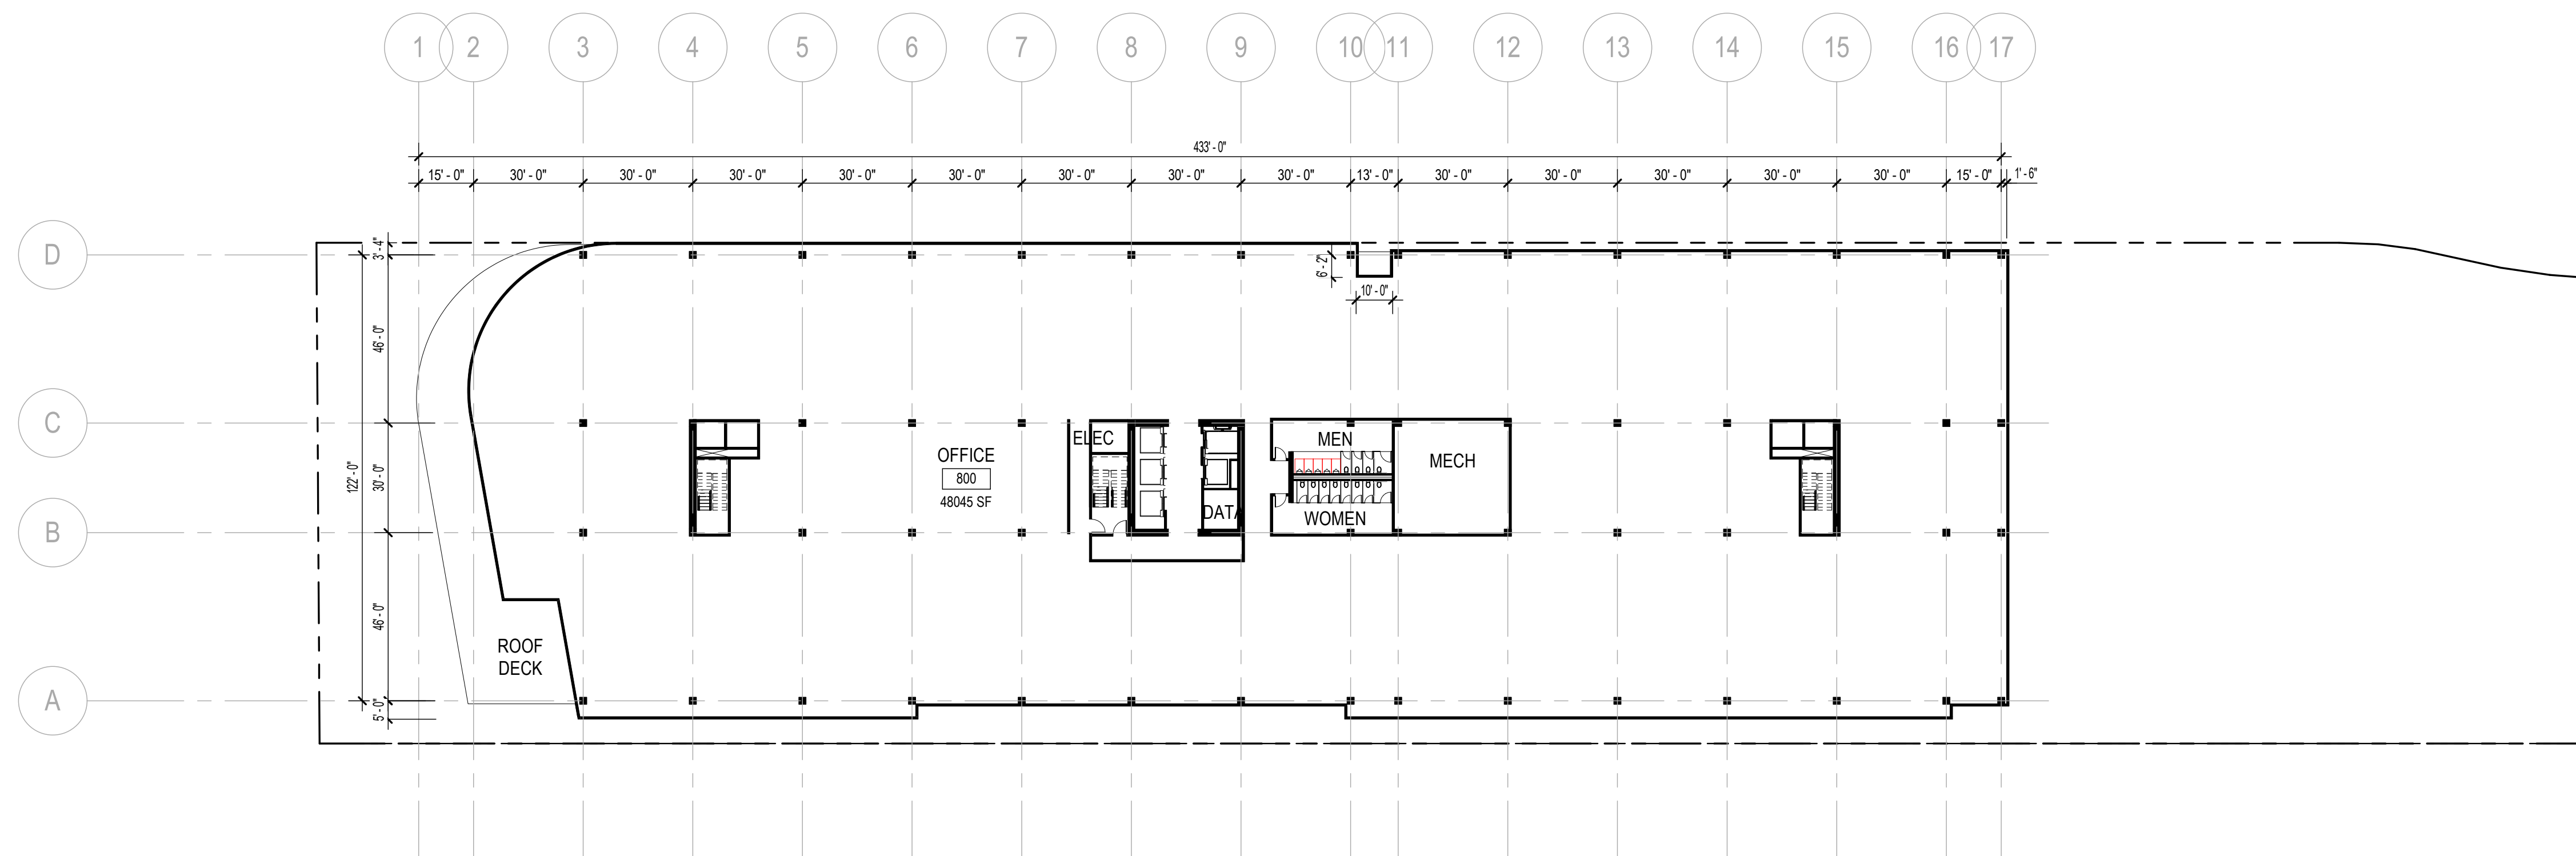 1 2 3 4 5 6 7 8 9 10 11 12 13 14 15 16 17
433' - 0"
15' - 0" 30' - 0" 30' - 0" 30' - 0" 30' - 0" 30' - 0" 30' - 0" 30' - 0" 30' - 0" 13' - 0" 30' - 0" 30' - 0" 30' - 0" 30' - 0" 30' - 0" 15' - 0" 1' - 6"
D
3' - 4"
6' - 2"
10' - 0"
46' - 0"
C
ELEC
MEN
OFFICE
MECH
800
122' - 0"
30' - 0"
48045 SF
DATA
WOMEN
B
46' - 0"
ROOF
DECK
A
5' - 0"